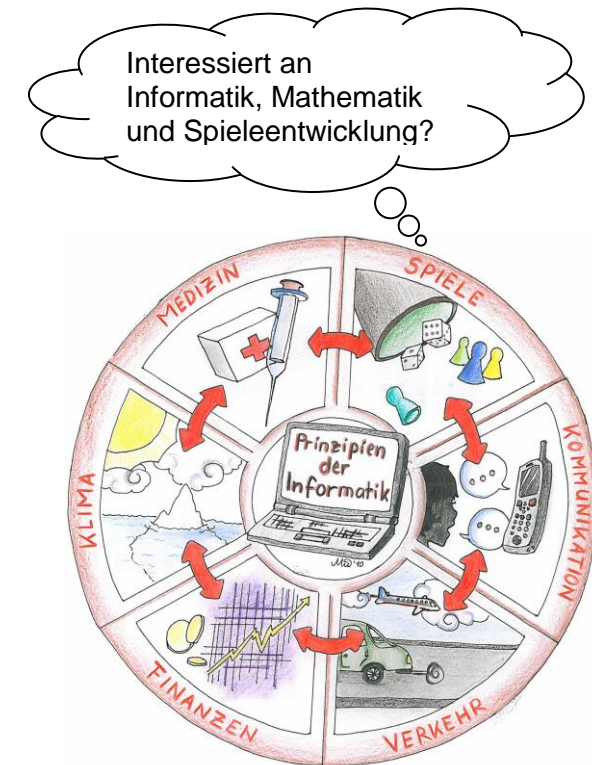 Interessiert an
Informatik, Mathematik
und Spieleentwicklung?
MEDIZIN
SPIELE
KLIMA
Prinzipien
der
Informatik
KOMMUNIKATION
FINANZEN
VERKEHR